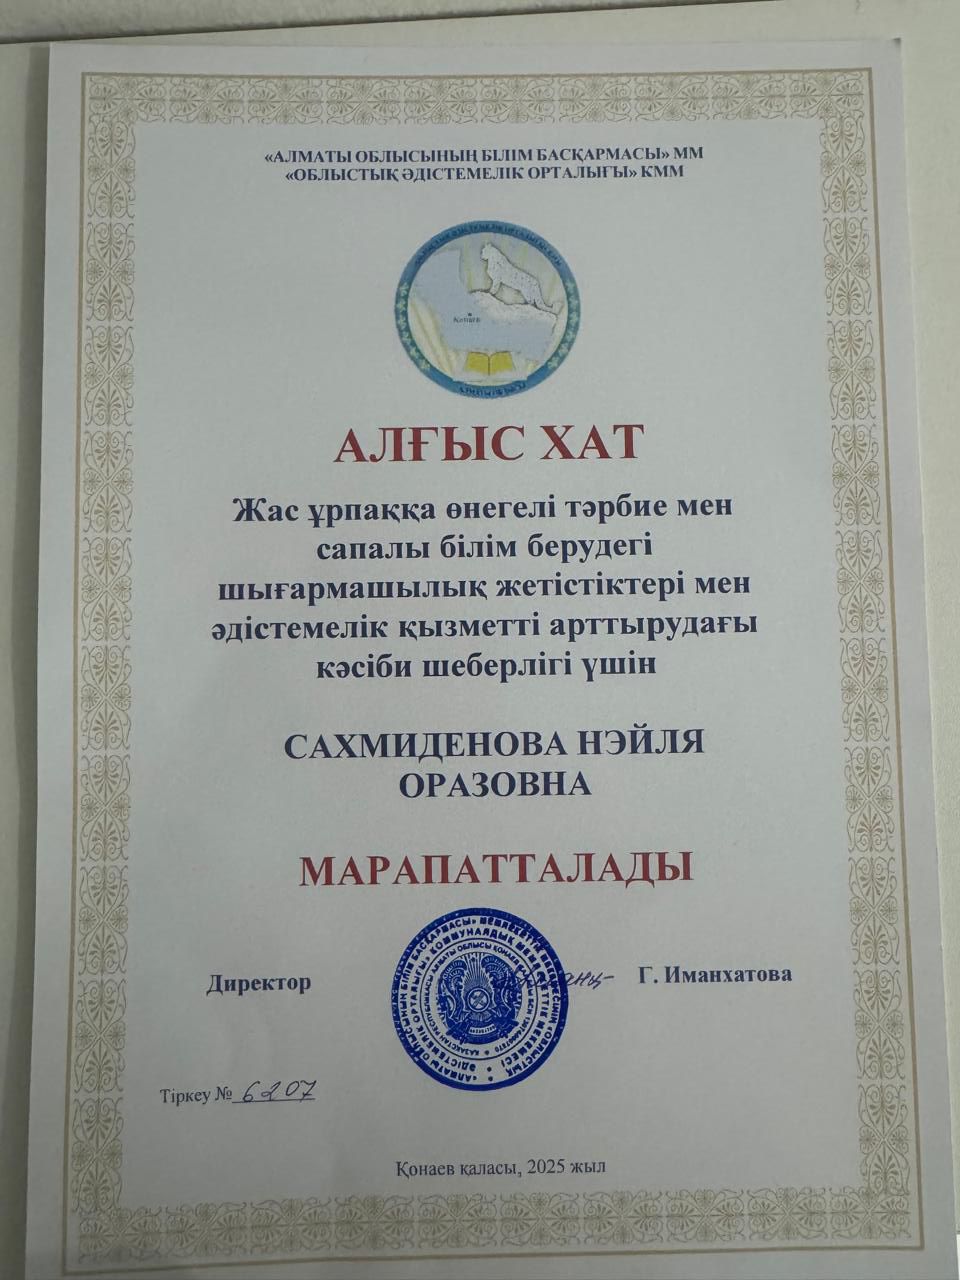 «АЛМАТЫ ОБЛЫСЫНЫҢ БІЛІМ БАСҚАРМАСЫ» ММ
«ОБЛЫСТЫҚ ӘДІСТЕМЕЛІК ОРТАЛЫҒЫ» КММ
Қонаев
АЛҒЫС ХАТ
Жас ұрпаққа өнегелі тәрбие мен
сапалы білім берудегі
шығармашылық жетістіктері мен
әдістемелік қызметті арттырудағы
кәсіби шеберлігі үшін
САХМИДЕНОВА НЭЙЛЯ
ОРАЗОВНА
МАРАПАТТАЛАДЫ
Директор
Г. Иманхатова
Тіркеу № 6207
Қонаев қаласы, 2025 жыл